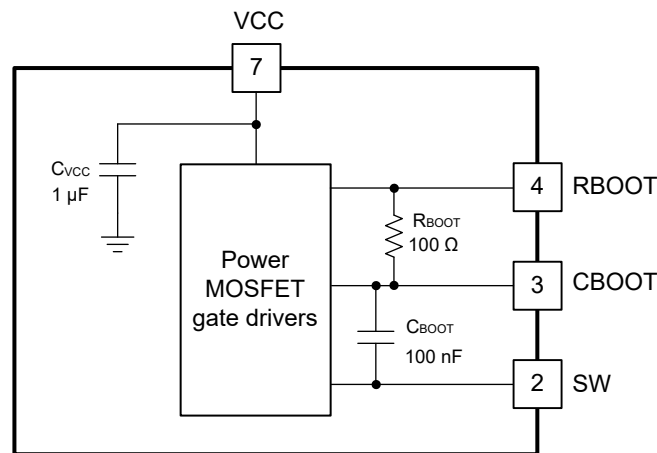 VCC
7
CVCC
1 µF
4 RBOOT
RBOOT
100 Ω
Power
MOSFET
gate drivers
3 CBOOT
CBOOT
100 nF
2 SW